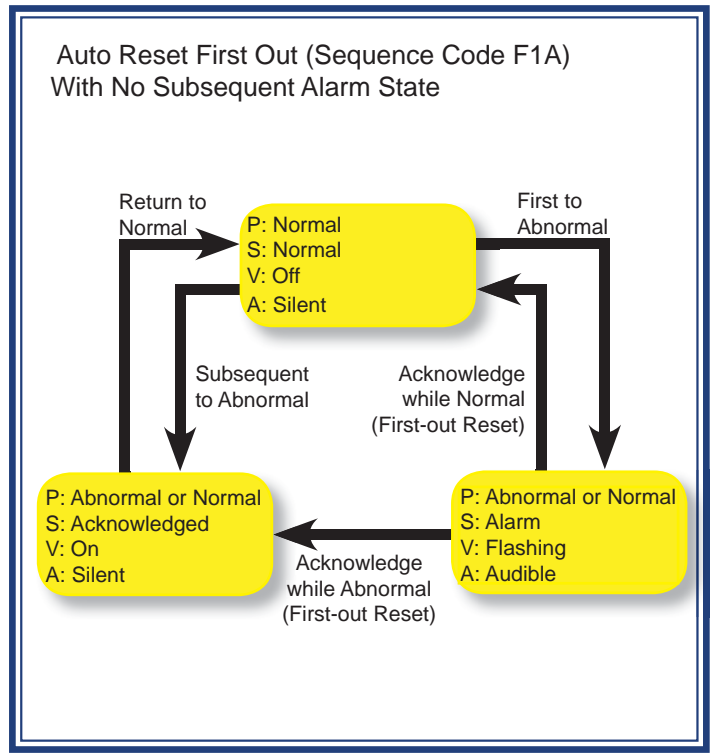 Auto Reset First Out (Sequence Code F1A)
With No Subsequent Alarm State
Return to
Normal
First to
Abnormal
P: Normal
S: Normal
V: Off
A: Silent
Subsequent
to Abnormal
Acknowledge
while Normal
(First-out Reset)
P: Abnormal or Normal
S: Acknowledged
V: On
A: Silent
P: Abnormal or Normal
S: Alarm
V: Flashing
A: Audible
Acknowledge
while Abnormal
(First-out Reset)